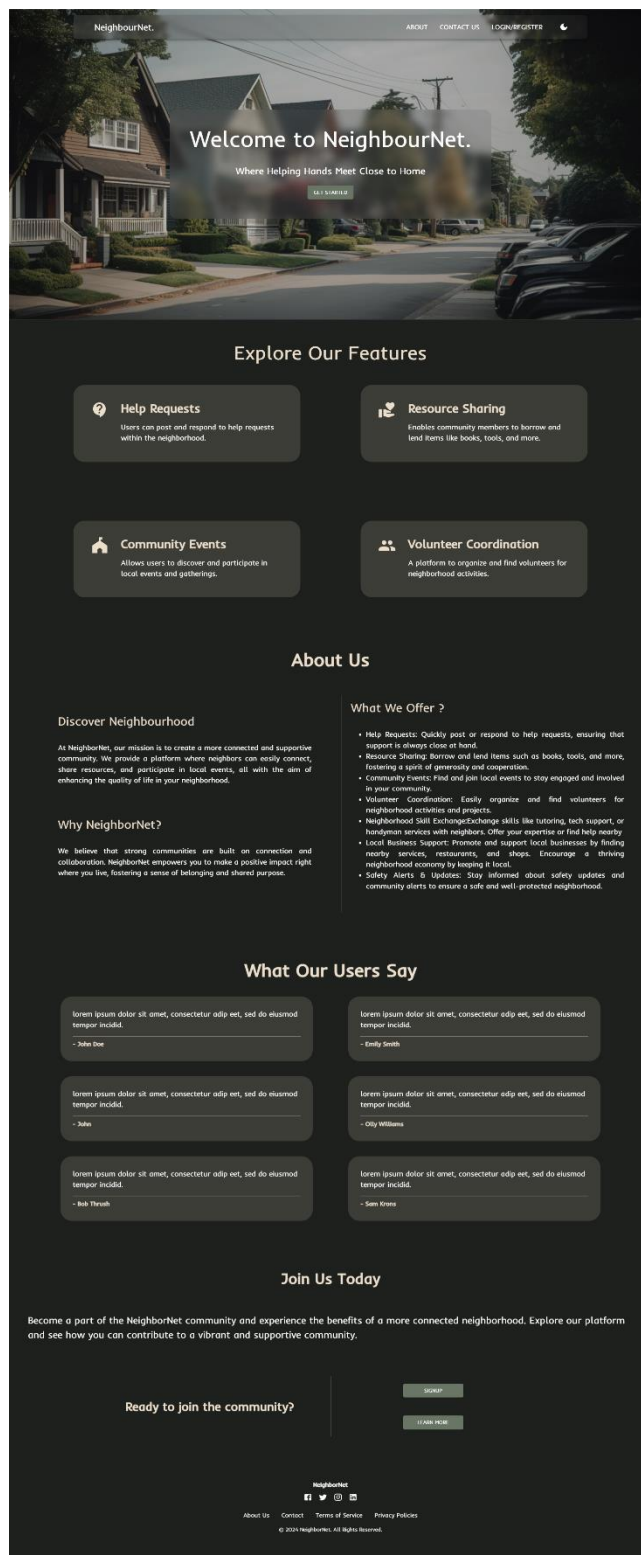 NeighbourNet.
ABOUT CONTACT US LOGIN/REGISTER
Welcome to NeighbourNet.
Where Helping Hands Meet Close to Home
GET STARTED
Explore Our Features
Help Requests
Users can post and respond to help requests
within the neighborhood.
Resource Sharing
Enables community members to borrow and
lend items like books, tools, and more.
Community Events
Allows users to discover and participate in
local events and gatherings.
Volunteer Coordination
A platform to organize and find volunteers for
neighborhood activities.
About Us
Discover Neighbourhood
At NeighborNet, our mission is to create a more connected and supportive
community. We provide a platform where neighbors can easily connect,
share resources, and participate in local events, all with the aim of
enhancing the quality of life in your neighborhood.
Why NeighborNet?
We believe that strong communities are built on connection and
collaboration. NeighborNet empowers you to make a positive impact right
where you live, fostering a sense of belonging and shared purpose.
What We Offer ?
• Help Requests: Quickly post or respond to help requests, ensuring that
support is always close at hand.
• Resource Sharing: Borrow and lend items such as books, tools, and more,
fostering a spirit of generosity and cooperation.
• Community Events: Find and join local events to stay engaged and involved
in your community.
• Volunteer Coordination: Easily organize and find volunteers for
neighborhood activities and projects.
• Neighborhood Skill Exchange:Exchange skills like tutoring, tech support, or
handyman services with neighbors. Offer your expertise or find help nearby
• Local Business Support: Promote and support local businesses by finding
nearby services, restaurants, and shops. Encourage a thriving
neighborhood economy by keeping it local.
• Safety Alerts & Updates: Stay informed about safety updates and
community alerts to ensure a safe and well-protected neighborhood.
What Our Users Say
lorem ipsum dolor sit amet, consectetur adip eet, sed do eiusmod
tempor incidid.
- John Doe
lorem ipsum dolor sit amet, consectetur adip eet, sed do eiusmod
tempor incidid.
- Emily Smith
lorem ipsum dolor sit amet, consectetur adip eet, sed do eiusmod
tempor incidid.
- John
lorem ipsum dolor sit amet, consectetur adip eet, sed do eiusmod
tempor incidid.
- Olly Williams
lorem ipsum dolor sit amet, consectetur adip eet, sed do eiusmod
tempor incidid.
- Bob Thrush
lorem ipsum dolor sit amet, consectetur adip eet, sed do eiusmod
tempor incidid.
- Sam Krons
Join Us Today
Become a part of the NeighborNet community and experience the benefits of a more connected neighborhood. Explore our platform
and see how you can contribute to a vibrant and supportive community.
Ready to join the community?
SIGNUP
LEARN MORE
NeighborNet
About Us Contact Terms of Service Privacy Policies
© 2024 NeighborNet. All Rights Reserved.